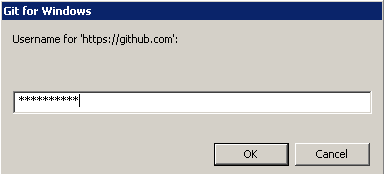 Git for Windows
Username for 'https://github.com':
**********
OK
Cancel